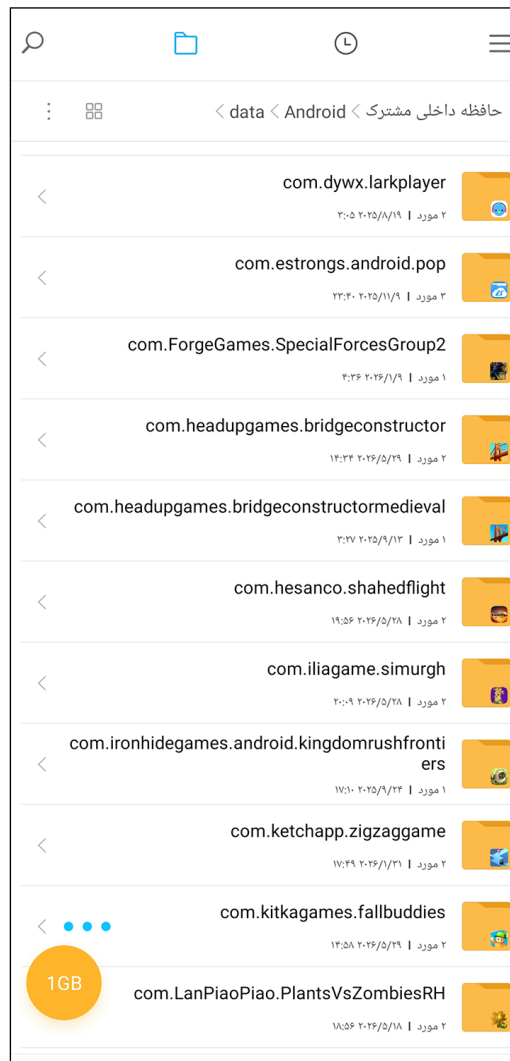 حافظه داخلی مشترک > Android > data >
com.dywx.larkplayer
۲ مورد | ۲۰۲۵/۸/۱۹ ۳:۰۵
com.estrongs.android.pop
۳ مورد | ۲۰۲۵/۱۱/۹ ۲۳:۴۰
com.ForgeGames.SpecialForcesGroup2
۱ مورد | ۲۰۲۶/۱/۹ ۴:۳۶
com.headupgames.bridgeconstructor
۲ مورد | ۲۰۲۶/۵/۲۹ ۱۴:۳۴
com.headupgames.bridgeconstructormedieval
۱ مورد | ۲۰۲۵/۹/۱۳ ۳:۲۷
com.hesanco.shahedflight
۲ مورد | ۲۰۲۶/۵/۲۸ ۱۹:۵۶
com.iliagame.simurgh
۲ مورد | ۲۰۲۶/۵/۲۸ ۲۰:۰۹
com.ironhidegames.android.kingdomrushfronti
ers
۱ مورد | ۲۰۲۵/۹/۲۴ ۱۷:۱۰
com.ketchapp.zigzaggame
۲ مورد | ۲۰۲۶/۱/۳۱ ۱۷:۴۹
com.kitkagames.fallbuddies
۲ مورد | ۲۰۲۶/۵/۲۹ ۱۴:۵۸
1GB
com.LanPiaoPiao.PlantsVsZombiesRH
۲ مورد | ۲۰۲۶/۵/۱۸ ۱۸:۵۶